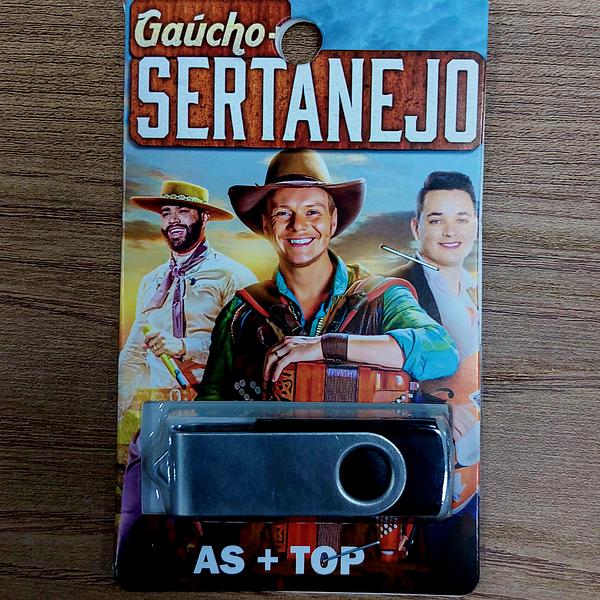 Gaúcho-
SERTANEJO
AS + TOP